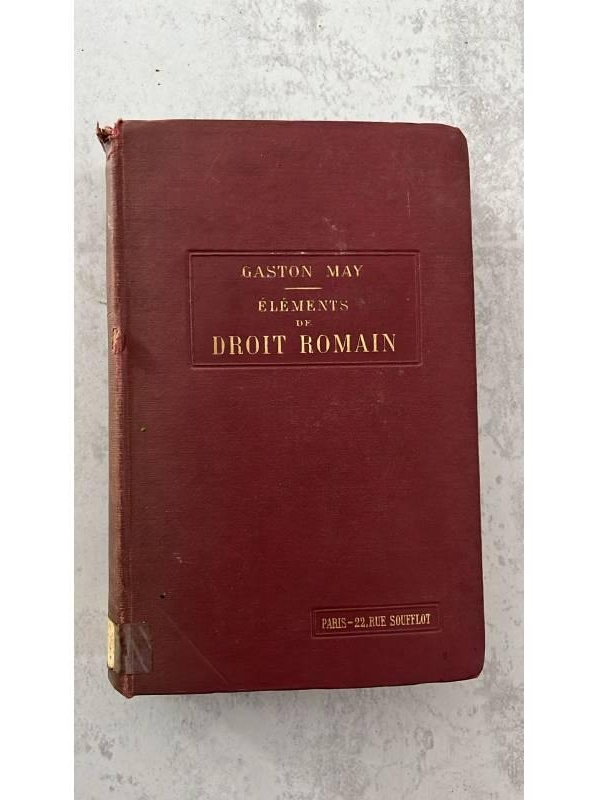 GASTON MAY
ÉLÉMENTS
DE
DROIT ROMAIN
PARIS-22, RUE SOUFFLOT